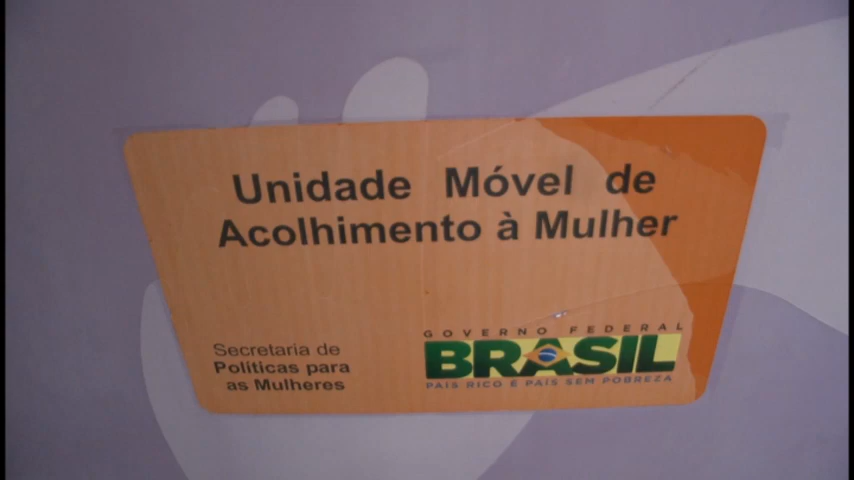 Unidade Móvel de
Acolhimento à Mulher
Secretaria de
Políticas para
as Mulheres
GOVERNO FEDERAL
BRASIL
PAÍS RICO É PAÍS SEM POBREZA